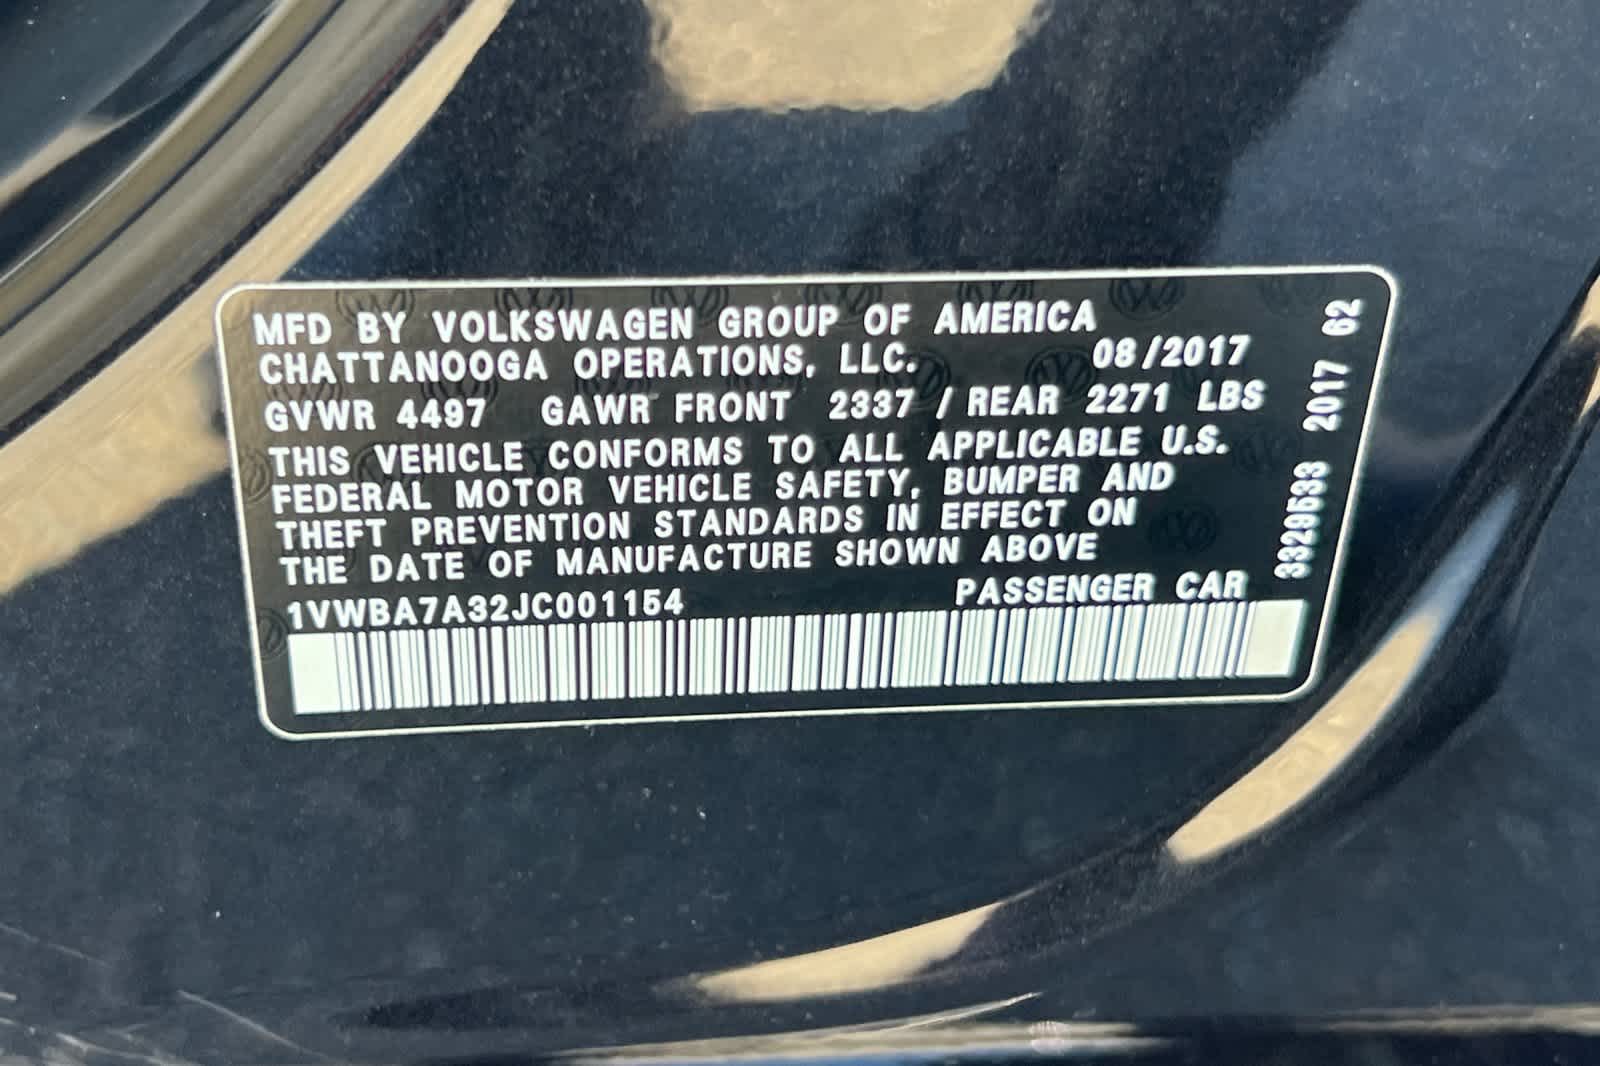 MFD BY VOLKSWAGEN GROUP OF AMERICA
CHATTANOOGA OPERATIONS, LLC. 08/2017
GVWR 4497 GAWR FRONT 2337 / REAR 2271 LBS
THIS VEHICLE CONFORMS TO ALL APPLICABLE U.S.
FEDERAL MOTOR VEHICLE SAFETY, BUMPER AND
THEFT PREVENTION STANDARDS IN EFFECT ON
THE DATE OF MANUFACTURE SHOWN ABOVE
1VWBA7A32JC001154 PASSENGER CAR
3329533 2017 62